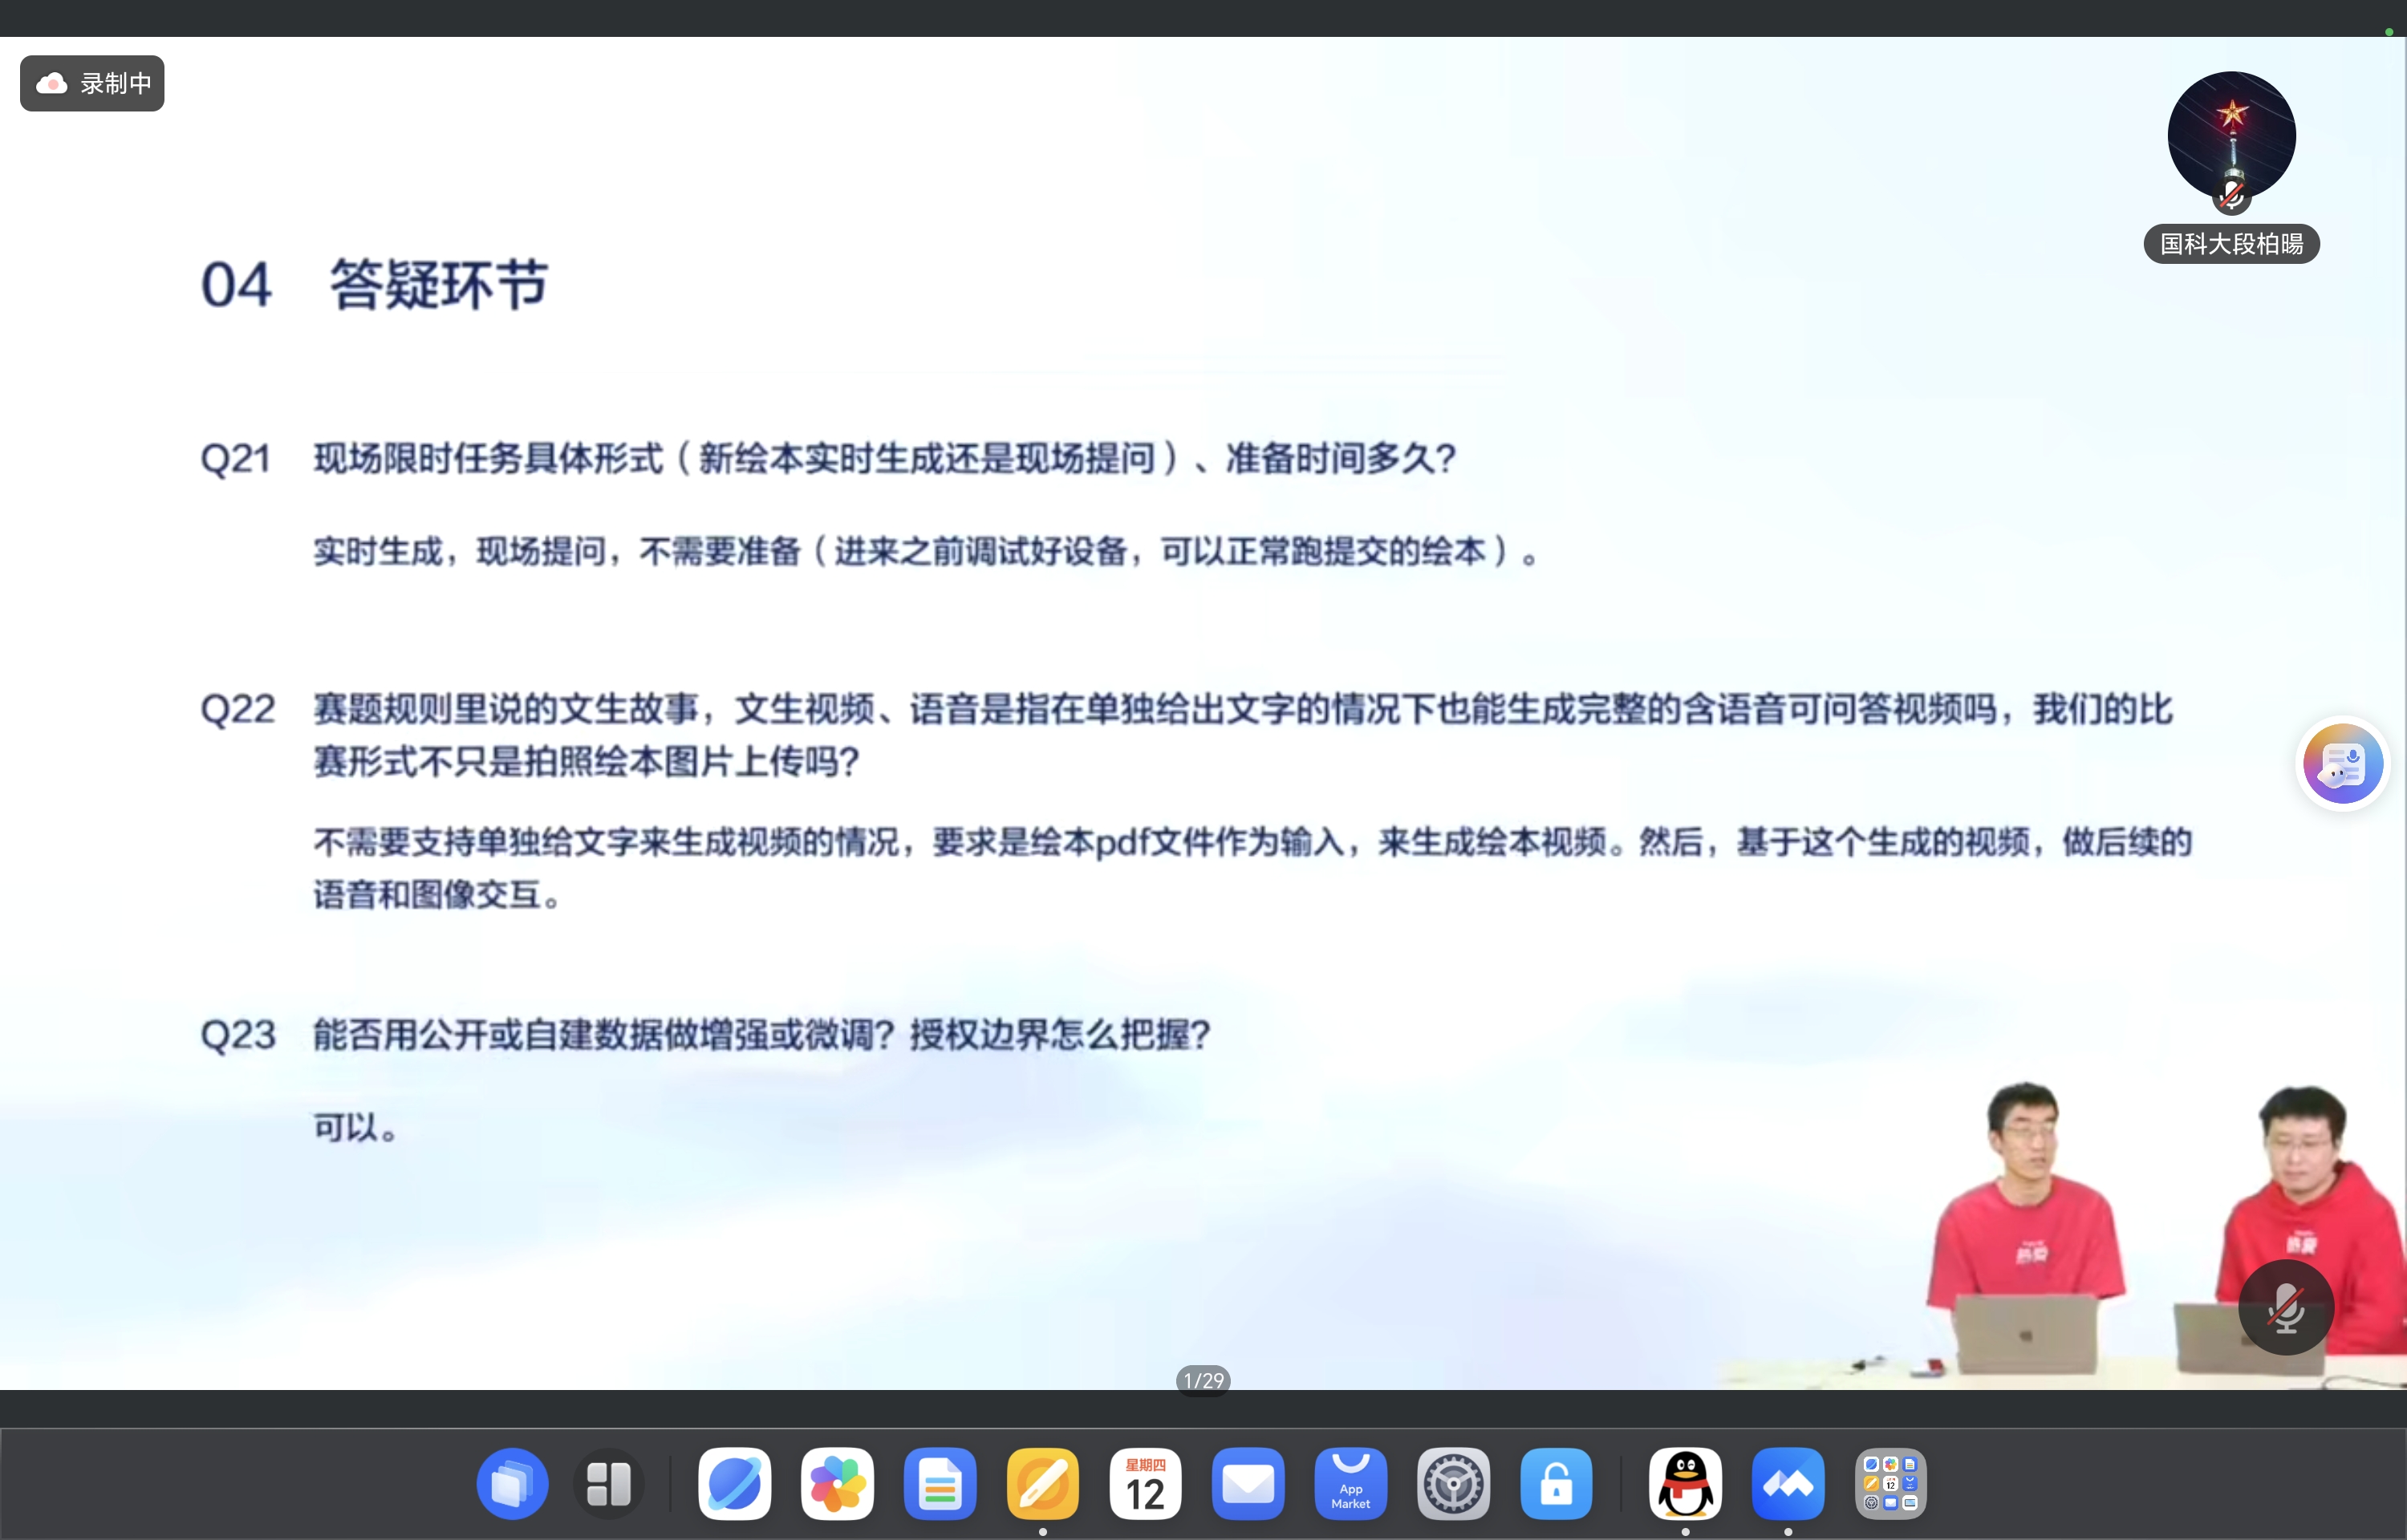 录制中
国科大段柏暘
04 答疑环节
Q21 现场限时任务具体形式（新绘本实时生成还是现场提问）、准备时间多久？
实时生成，现场提问，不需要准备（进来之前调试好设备，可以正常跑提交的绘本）。
Q22 赛题规则里说的文生故事，文生视频、语音是指在单独给出文字的情况下也能生成完整的含语音可问答视频吗，我们的比
赛形式不只是拍照绘本图片上传吗？
不需要支持单独给文字来生成视频的情况，要求是绘本pdf文件作为输入，来生成绘本视频。然后，基于这个生成的视频，做后续的
语音和图像交互。
Q23 能否用公开或自建数据做增强或微调？授权边界怎么把握？
可以。
热爱
1/29
星期四
12
App
Market
12